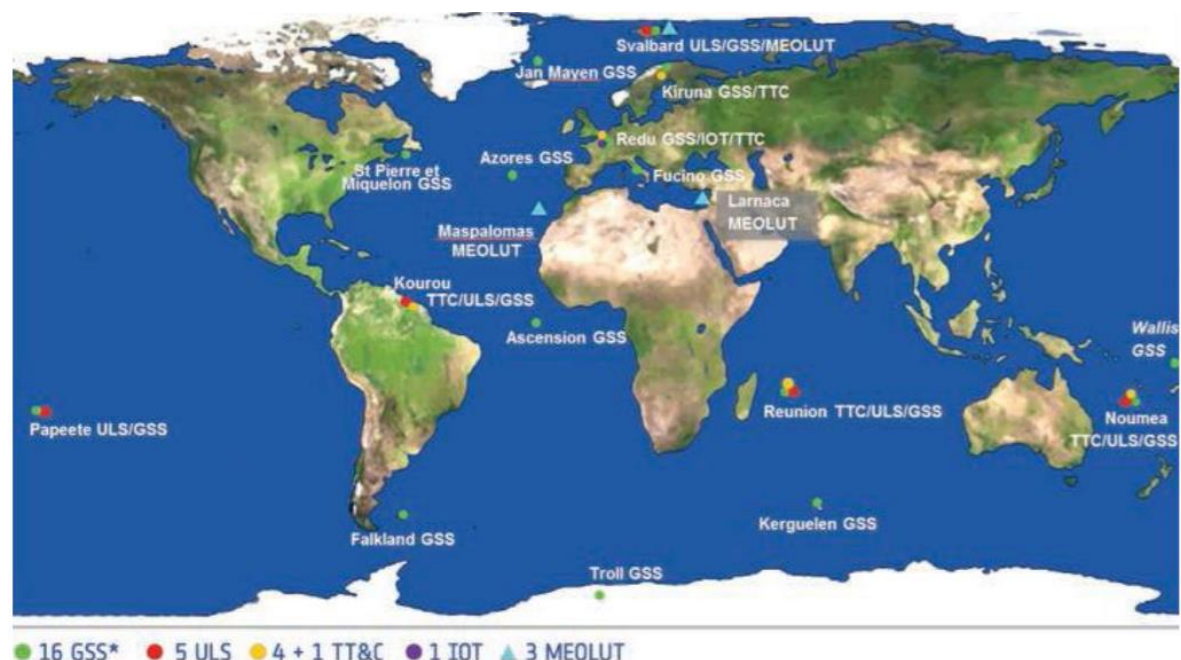 Svalbard ULS/GSS/MEOLUT
Jan Mayen GSS
Kiruna GSS/TTC
Redu GSS/IOT/TTC
Azores GSS
St Pierre et
Miquelon GSS
Fucino GSS
Larnaca
MEOLUT
Maspalomas
MEOLUT
Kourou
TTC/ULS/GSS
Ascension GSS
Wallis
GSS
Papeete ULS/GSS
Reunion TTC/ULS/GSS
Noumea
TTC/ULS/GSS
Kerguelen GSS
Falkland GSS
Troll GSS
16 GSS* 5 ULS 4 + 1 TT&C 1 IOT 3 MEOLUT